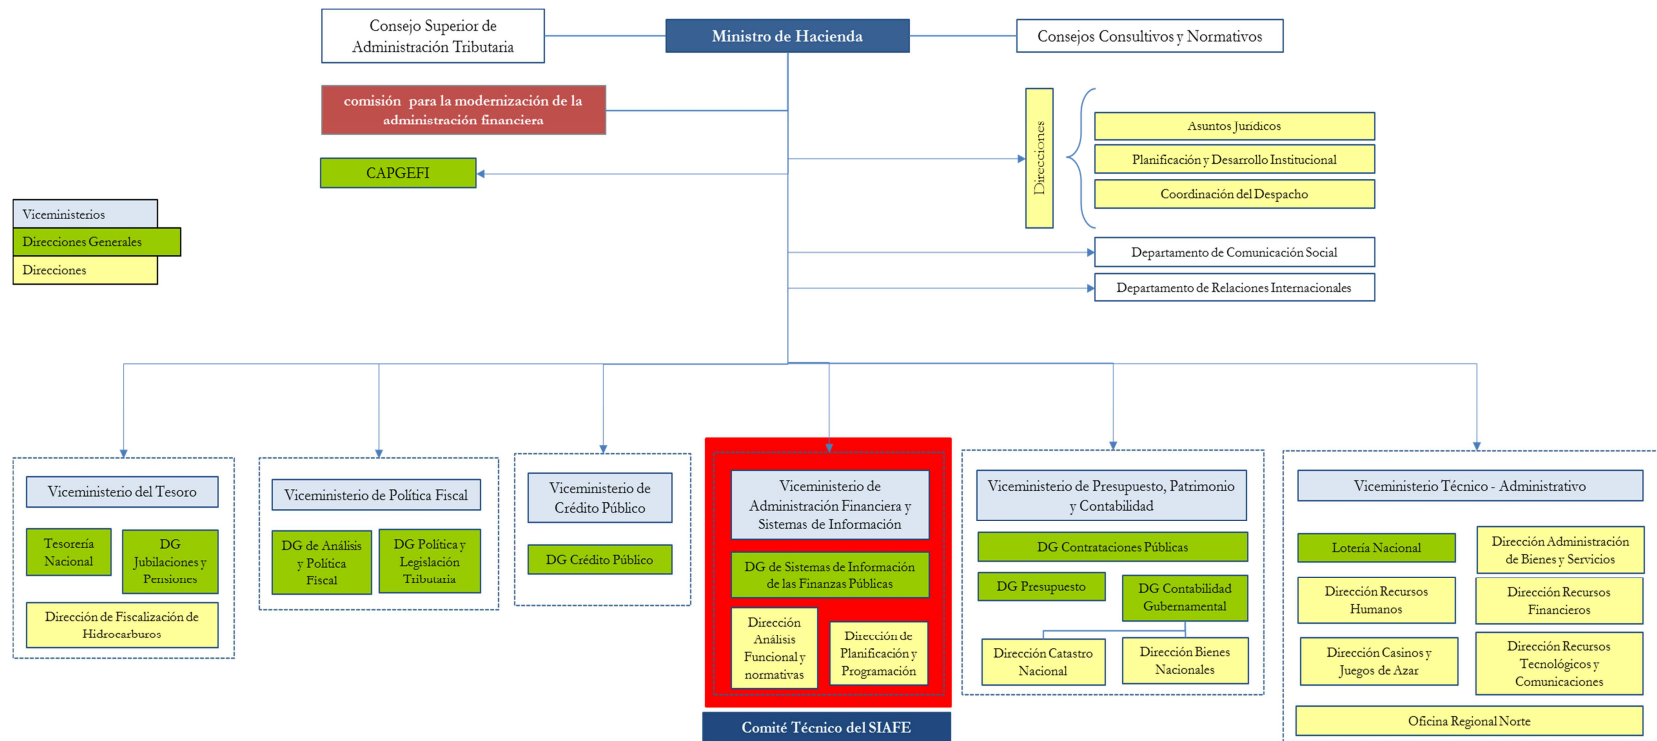 Consejo Superior de
Administración Tributaria
Ministro de Hacienda
Consejos Consultivos y Normativos
comisión para la modernización de la
administración financiera
CAPGEFI
Direcciones
Asuntos Jurídicos
Planificación y Desarrollo Institucional
Coordinación del Despacho
Departamento de Comunicación Social
Departamento de Relaciones Internacionales
Viceministerios
Direcciones Generales
Direcciones
Viceministerio del Tesoro
Tesorería
Nacional
DG
Jubilaciones y
Pensiones
Dirección de Fiscalización de
Hidrocarburos
Viceministerio de Política Fiscal
DG de Análisis
y Política
Fiscal
DG Política y
Legislación
Tributaria
Viceministerio de
Crédito Público
DG Crédito Público
Viceministerio de
Administración Financiera y
Sistemas de Información
DG de Sistemas de Información
de las Finanzas Públicas
Dirección
Análisis
Funcional y
normativas
Dirección de
Planificación y
Programación
Comité Técnico del SIAFE
Viceministerio de Presupuesto, Patrimonio
y Contabilidad
DG Contrataciones Públicas
DG Presupuesto
DG Contabilidad
Gubernamental
Dirección Catastro
Nacional
Dirección Bienes
Nacionales
Viceministerio Técnico - Administrativo
Lotería Nacional
Dirección Administración
de Bienes y Servicios
Dirección Recursos
Humanos
Dirección Recursos
Financieros
Dirección Casinos y
Juegos de Azar
Dirección Recursos
Tecnológicos y
Comunicaciones
Oficina Regional Norte